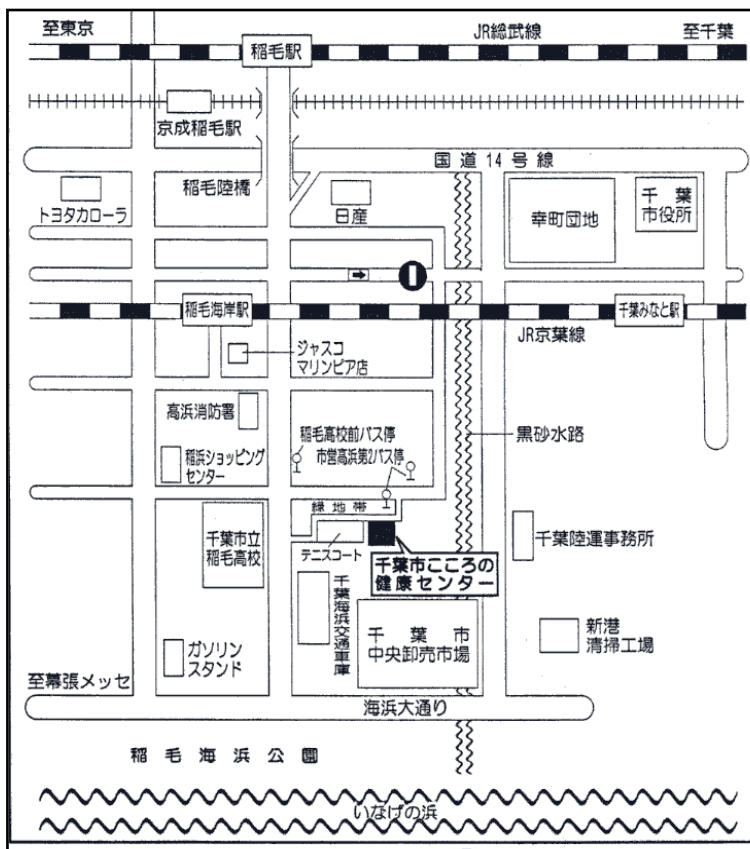 至東京
JR総武線
至千葉
稲毛駅
京成稲毛駅
国道14号線
稲毛陸橋
トヨタカローラ
日産
幸町団地
千葉
市役所
稲毛海岸駅
千葉みなと駅
JR京葉線
ジャスコ
マリンピア店
高浜消防署
稲毛高校前バス停
市営高浜第2バス停
黒砂水路
稲浜ショッピング
センター
緑地帯
千葉市立
稲毛高校
テニスコート
千葉陸運事務所
千葉市こころの
健康センター
千葉海浜交通車庫
千葉市
中央卸売市場
新港
清掃工場
ガソリン
スタンド
至幕張メッセ
海浜大通り
稲毛海浜公園
いなげの浜